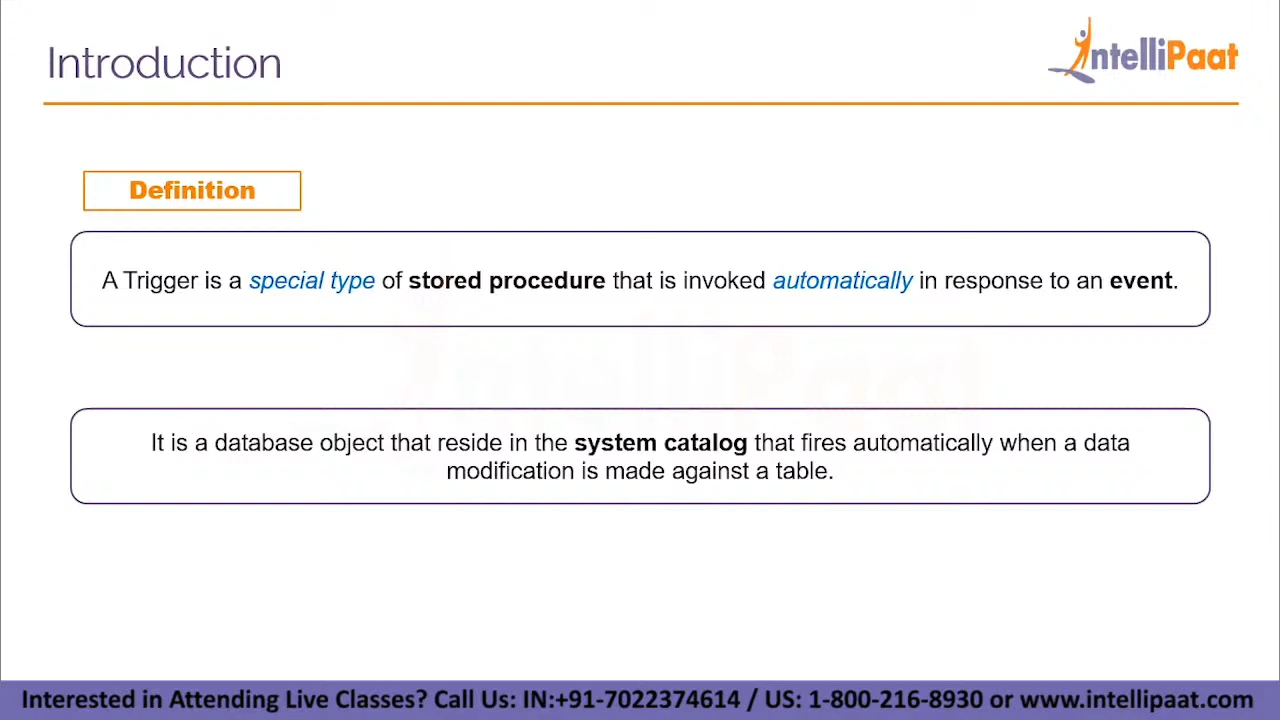 Introduction
IntelliPaat
Definition
A Trigger is a special type of stored procedure that is invoked automatically in response to an event.
It is a database object that reside in the system catalog that fires automatically when a data
modification is made against a table.
Interested in Attending Live Classes? Call Us: IN:+91-7022374614 / US: 1-800-216-8930 or www.intellipaat.com